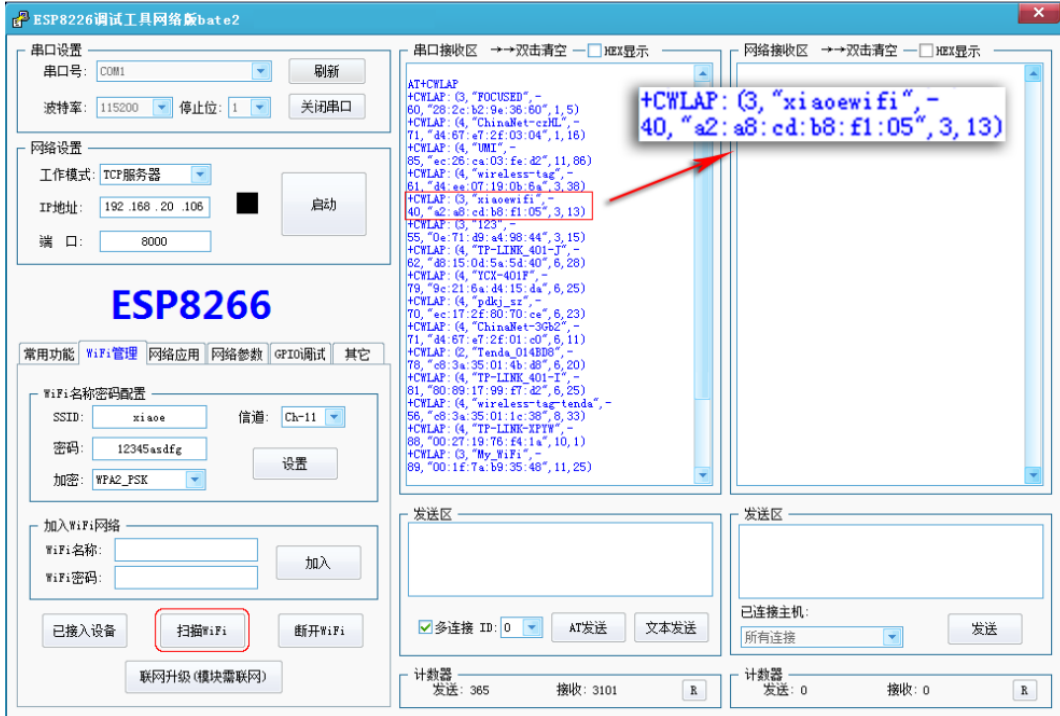 ESP8226调试工具网络版bate2
串口设置
串口号: COM1 刷新
波特率: 115200 停止位: 1 关闭串口
网络设置
工作模式: TCP服务器
IP地址: 192 .168 .20 .106 启动
端 口: 8000
ESP8266
常用功能 WiFi管理 网络应用 网络参数 GPIO调试 其它
WiFi名称密码配置
SSID: xiaoe 信道: Ch-11
密码: 12345asdfg 设置
加密: WPA2_PSK
加入WiFi网络
WiFi名称: 加入
WiFi密码:
已接入设备 扫描WiFi 断开WiFi
联网升级(模块需联网)
串口接收区 →→双击清空 HEX显示
AT+CWLAP
+CWLAP: (3, "FOCUSED", -
60, "28:2c:b2:9e:36:60", 1, 5)
+CWLAP: (4, "ChinaNet-czHL", -
71, "d4:67:e7:2f:03:04", 1, 16)
+CWLAP: (4, "UMI", -
85, "ec:26:ca:03:fe:d2", 11, 86)
+CWLAP: (4, "wireless-tag", -
61, "d4:ee:07:19:0b:6a", 3, 38)
+CWLAP: (3, "xiaoewifi", -
40, "a2:a8:cd:b8:f1:05", 3, 13)
+CWLAP: (3, "123", -
55, "0e:71:d9:a4:98:44", 3, 15)
+CWLAP: (4, "TP-LINK_401-J", -
62, "d8:15:0d:5a:5d:40", 6, 28)
+CWLAP: (4, "YCX-401F", -
79, "9c:21:6a:d4:15:da", 6, 25)
+CWLAP: (4, "pdkj_sz", -
70, "ec:17:2f:80:70:ce", 6, 23)
+CWLAP: (4, "ChinaNet-3Gb2", -
71, "d4:67:e7:2f:01:c0", 6, 11)
+CWLAP: (2, "Tenda_014BD8", -
78, "c8:3a:35:01:4b:d8", 6, 20)
+CWLAP: (4, "TP-LINK_401-I", -
81, "80:89:17:99:f7:d2", 6, 25)
+CWLAP: (4, "wireless-tag-tenda", -
56, "c8:3a:35:01:1c:38", 8, 33)
+CWLAP: (4, "TP-LINK-XPYW", -
88, "00:27:19:76:f4:1a", 10, 1)
+CWLAP: (3, "My_WiFi", -
89, "00:1f:7a:b9:35:48", 11, 25)
发送区
多连接 ID: 0 AT发送 文本发送
计数器
发送: 365 接收: 3101 R
网络接收区 →→双击清空 HEX显示
+CWLAP: (3, "xiaoewifi", -
40, "a2:a8:cd:b8:f1:05", 3, 13)
发送区
已连接主机:
所有连接 发送
计数器
发送: 0 接收: 0 R